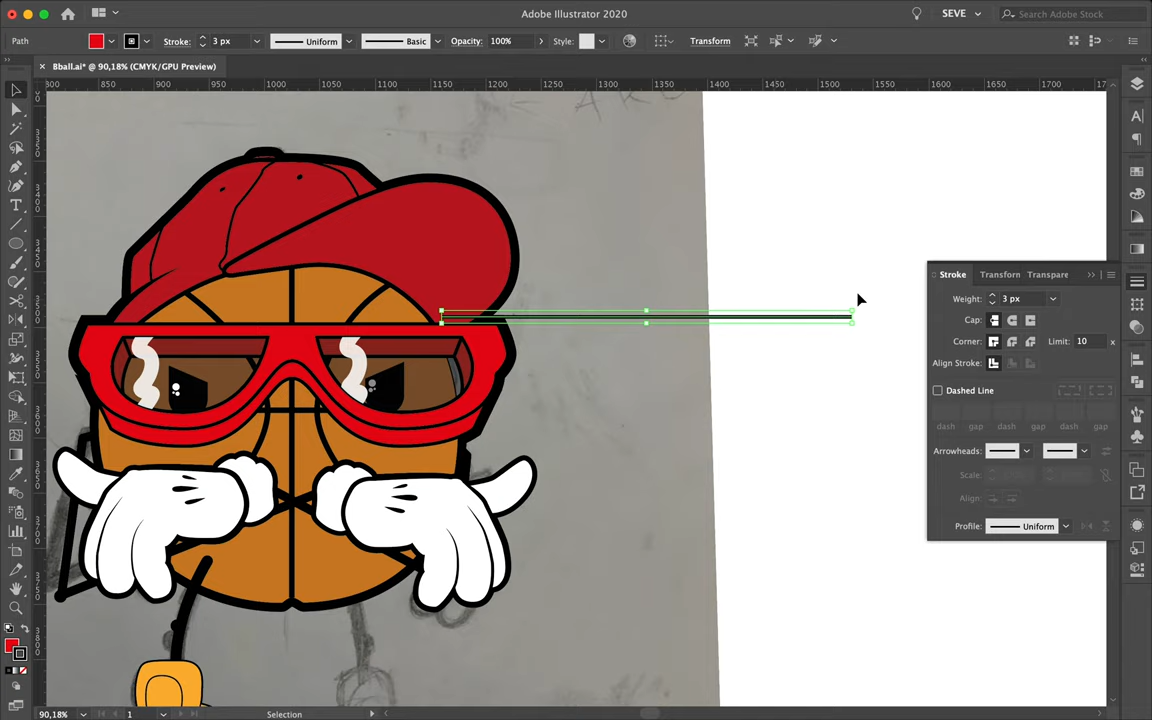 Adobe Illustrator 2020
SEVE
Search Adobe Stock
Path
Stroke:
3 px
Uniform
Basic
Opacity:
100%
Style:
Transform
× Bball.ai* @ 90,18% (CMYK/GPU Preview)
800 850 900 950 1000 1050 1100 1150 1200 1250 1300 1350 1400 1450 1500 1550 1600 1650 1700
Stroke
Transform
Transpare
Weight:
3 px
Cap:
Corner:
Limit:
10
x
Align Stroke:
Dashed Line
dash gap dash gap dash gap
Arrowheads:
Scale:
Align:
Profile:
Uniform
90,18%
1
Selection